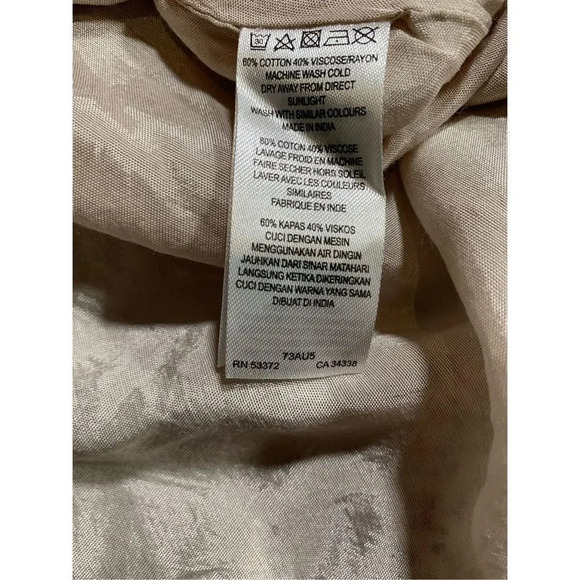 30
60% COTTON 40% VISCOSE/RAYON
MACHINE WASH COLD
DRY AWAY FROM DIRECT
SUNLIGHT
WASH WITH SIMILAR COLOURS
MADE IN INDIA
60% COTON 40% VISCOSE
LAVAGE FROID EN MACHINE
FAIRE SECHER HORS SOLEIL
LAVER AVEC LES COULEURS
SIMILAIRES
FABRIQUE EN INDE
60% KAPAS 40% VISKOS
CUCI DENGAN MESIN
MENGGUNAKAN AIR DINGIN
JAUHKAN DARI SINAR MATAHARI
LANGSUNG KETIKA DIKERINGKAN
CUCI DENGAN WARNA YANG SAMA
DIBUAT DI INDIA
73AU5
RN 53372 CA 34338